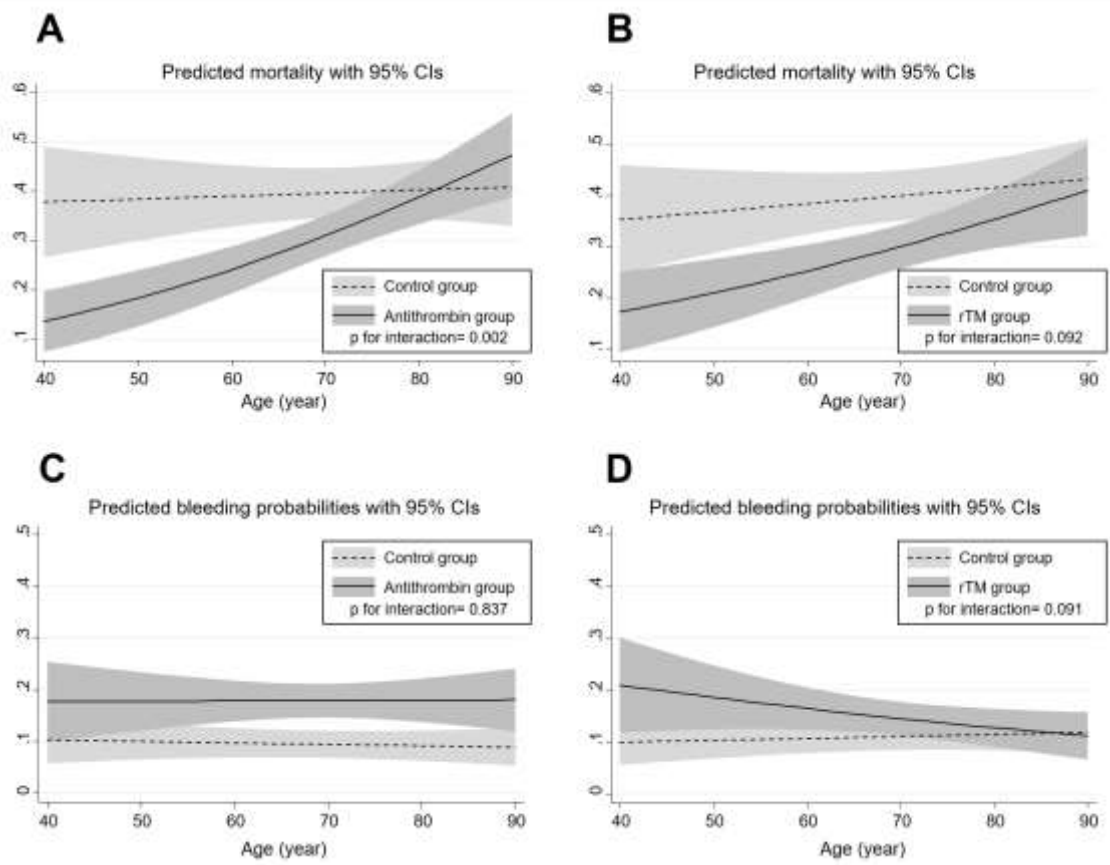 A
Predicted mortality with 95% CIs
.6
.5
.4
.3
.2
.1
Control group
Antithrombin group
p for interaction= 0.002
40 50 60 70 80 90
Age (year)
B
Predicted mortality with 95% CIs
.6
.5
.4
.3
.2
.1
Control group
rTM group
p for interaction= 0.092
40 50 60 70 80 90
Age (year)
C
Predicted bleeding probabilities with 95% CIs
.5
.4
.3
.2
.1
0
Control group
Antithrombin group
p for interaction= 0.837
40 50 60 70 80 90
Age (year)
D
Predicted bleeding probabilities with 95% CIs
.5
.4
.3
.2
.1
0
Control group
rTM group
p for interaction= 0.091
40 50 60 70 80 90
Age (year)